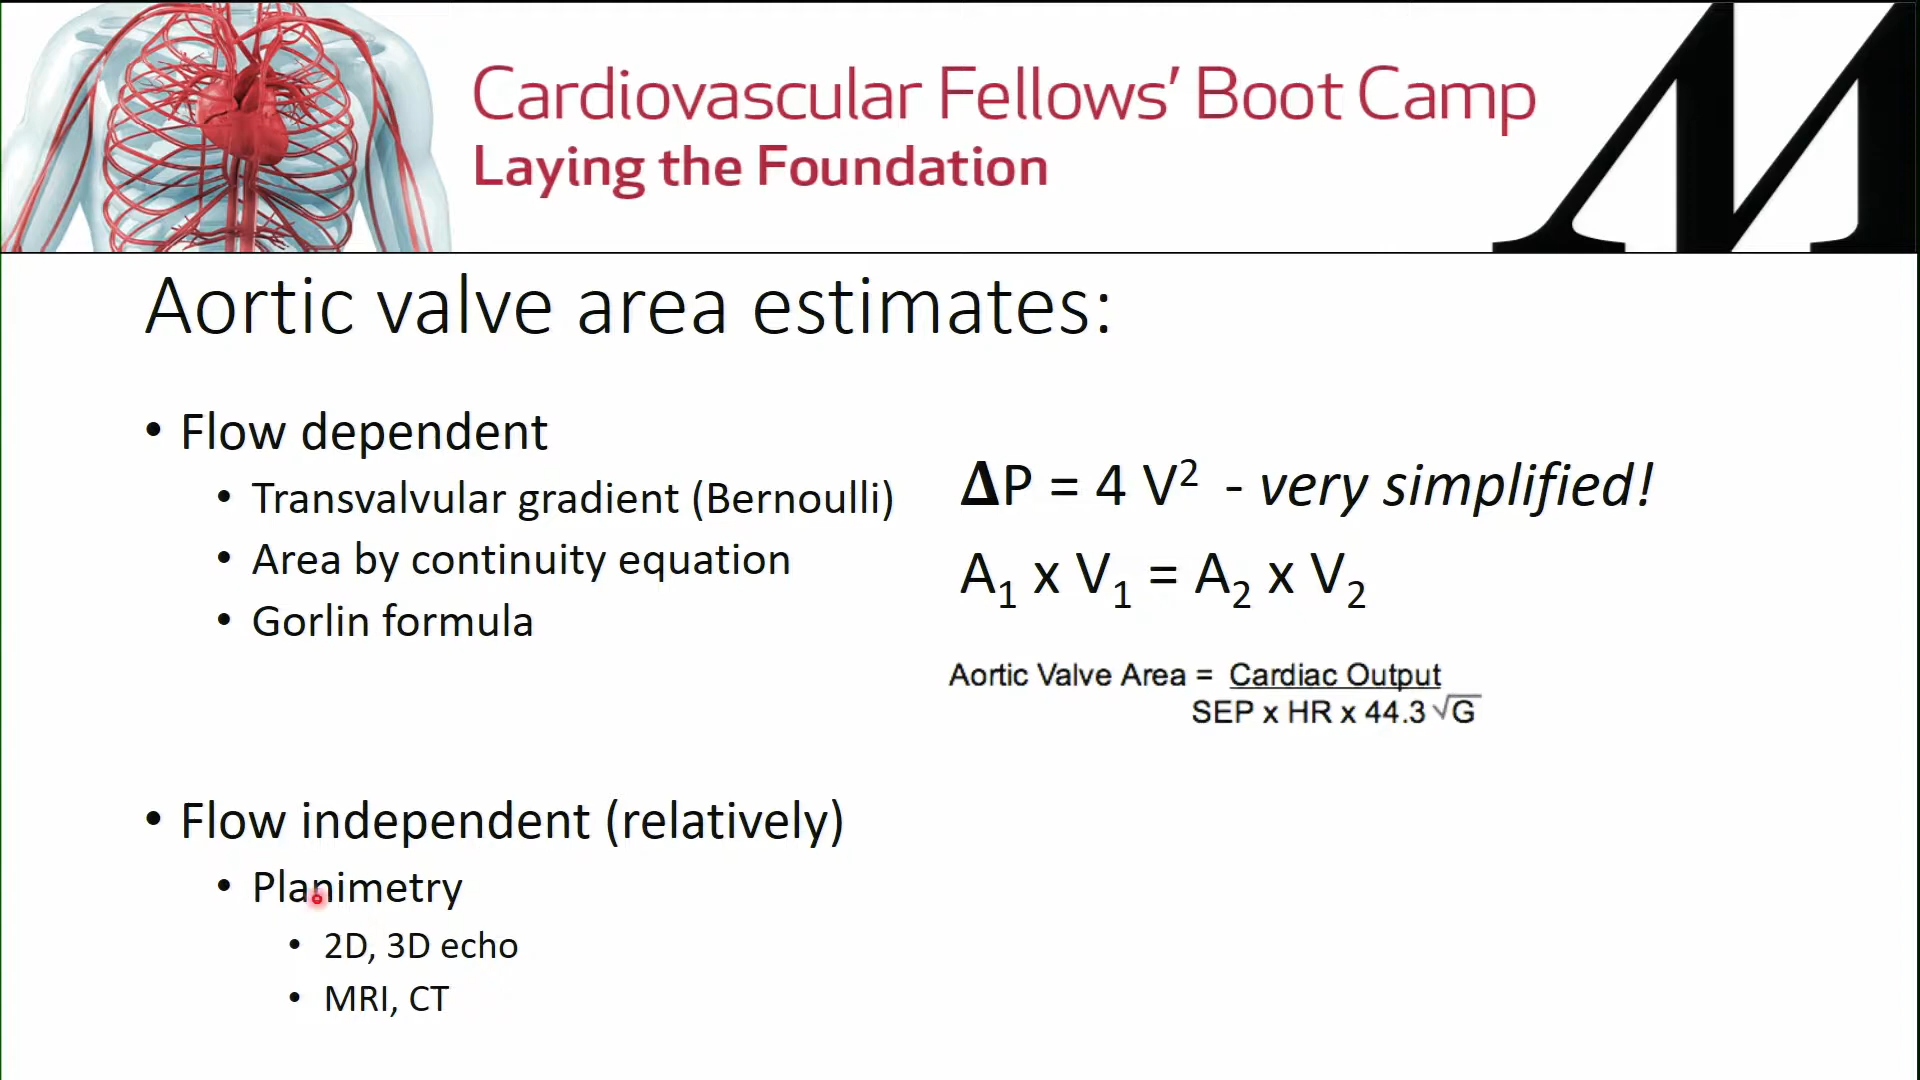 Cardiovascular Fellows’ Boot Camp
Laying the Foundation
M
Aortic valve area estimates:
• Flow dependent
• Transvalvular gradient (Bernoulli)
• Area by continuity equation
• Gorlin formula
ΔP = 4 V² - very simplified!
A₁ x V₁ = A₂ x V₂
Aortic Valve Area = Cardiac Output
SEP x HR x 44.3 √G
• Flow independent (relatively)
• Planimetry
• 2D, 3D echo
• MRI, CT